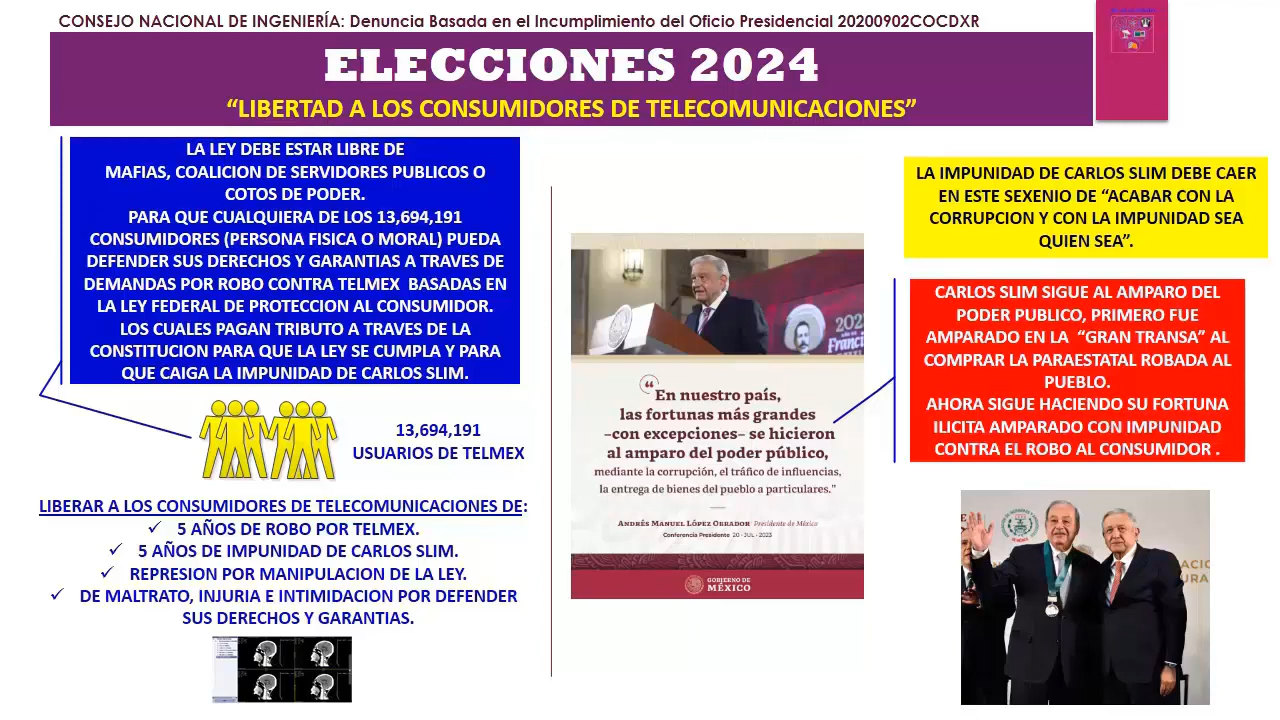 CONSEJO NACIONAL DE INGENIERÍA: Denuncia Basada en el Incumplimiento del Oficio Presidencial 20200902COCDXR
ELECCIONES 2024
“LIBERTAD A LOS CONSUMIDORES DE TELECOMUNICACIONES”
LA LEY DEBE ESTAR LIBRE DE
MAFIAS, COALICION DE SERVIDORES PUBLICOS O
COTOS DE PODER.
PARA QUE CUALQUIERA DE LOS 13,694,191
CONSUMIDORES (PERSONA FISICA O MORAL) PUEDA
DEFENDER SUS DERECHOS Y GARANTIAS A TRAVES DE
DEMANDAS POR ROBO CONTRA TELMEX BASADAS EN
LA LEY FEDERAL DE PROTECCION AL CONSUMIDOR.
LOS CUALES PAGAN TRIBUTO A TRAVES DE LA
CONSTITUCION PARA QUE LA LEY SE CUMPLA Y PARA
QUE CAIGA LA IMPUNIDAD DE CARLOS SLIM.
13,694,191
USUARIOS DE TELMEX
LIBERAR A LOS CONSUMIDORES DE TELECOMUNICACIONES DE:
✓ 5 AÑOS DE ROBO POR TELMEX.
✓ 5 AÑOS DE IMPUNIDAD DE CARLOS SLIM.
✓ REPRESION POR MANIPULACION DE LA LEY.
✓ DE MALTRATO, INJURIA E INTIMIDACION POR DEFENDER
SUS DERECHOS Y GARANTIAS.
“En nuestro país,
las fortunas más grandes
–con excepciones– se hicieron
al amparo del poder público,
mediante la corrupción, el tráfico de influencias,
la entrega de bienes del pueblo a particulares.”
ANDRÉS MANUEL LÓPEZ OBRADOR Presidente de México
Conferencia Presidente 20 - JUL - 2023
GOBIERNO DE
MÉXICO
LA IMPUNIDAD DE CARLOS SLIM DEBE CAER
EN ESTE SEXENIO DE “ACABAR CON LA
CORRUPCION Y CON LA IMPUNIDAD SEA
QUIEN SEA”.
CARLOS SLIM SIGUE AL AMPARO DEL
PODER PUBLICO, PRIMERO FUE
AMPARADO EN LA “GRAN TRANSA” AL
COMPRAR LA PARAESTATAL ROBADA AL
PUEBLO.
AHORA SIGUE HACIENDO SU FORTUNA
ILICITA AMPARADO CON IMPUNIDAD
CONTRA EL ROBO AL CONSUMIDOR .